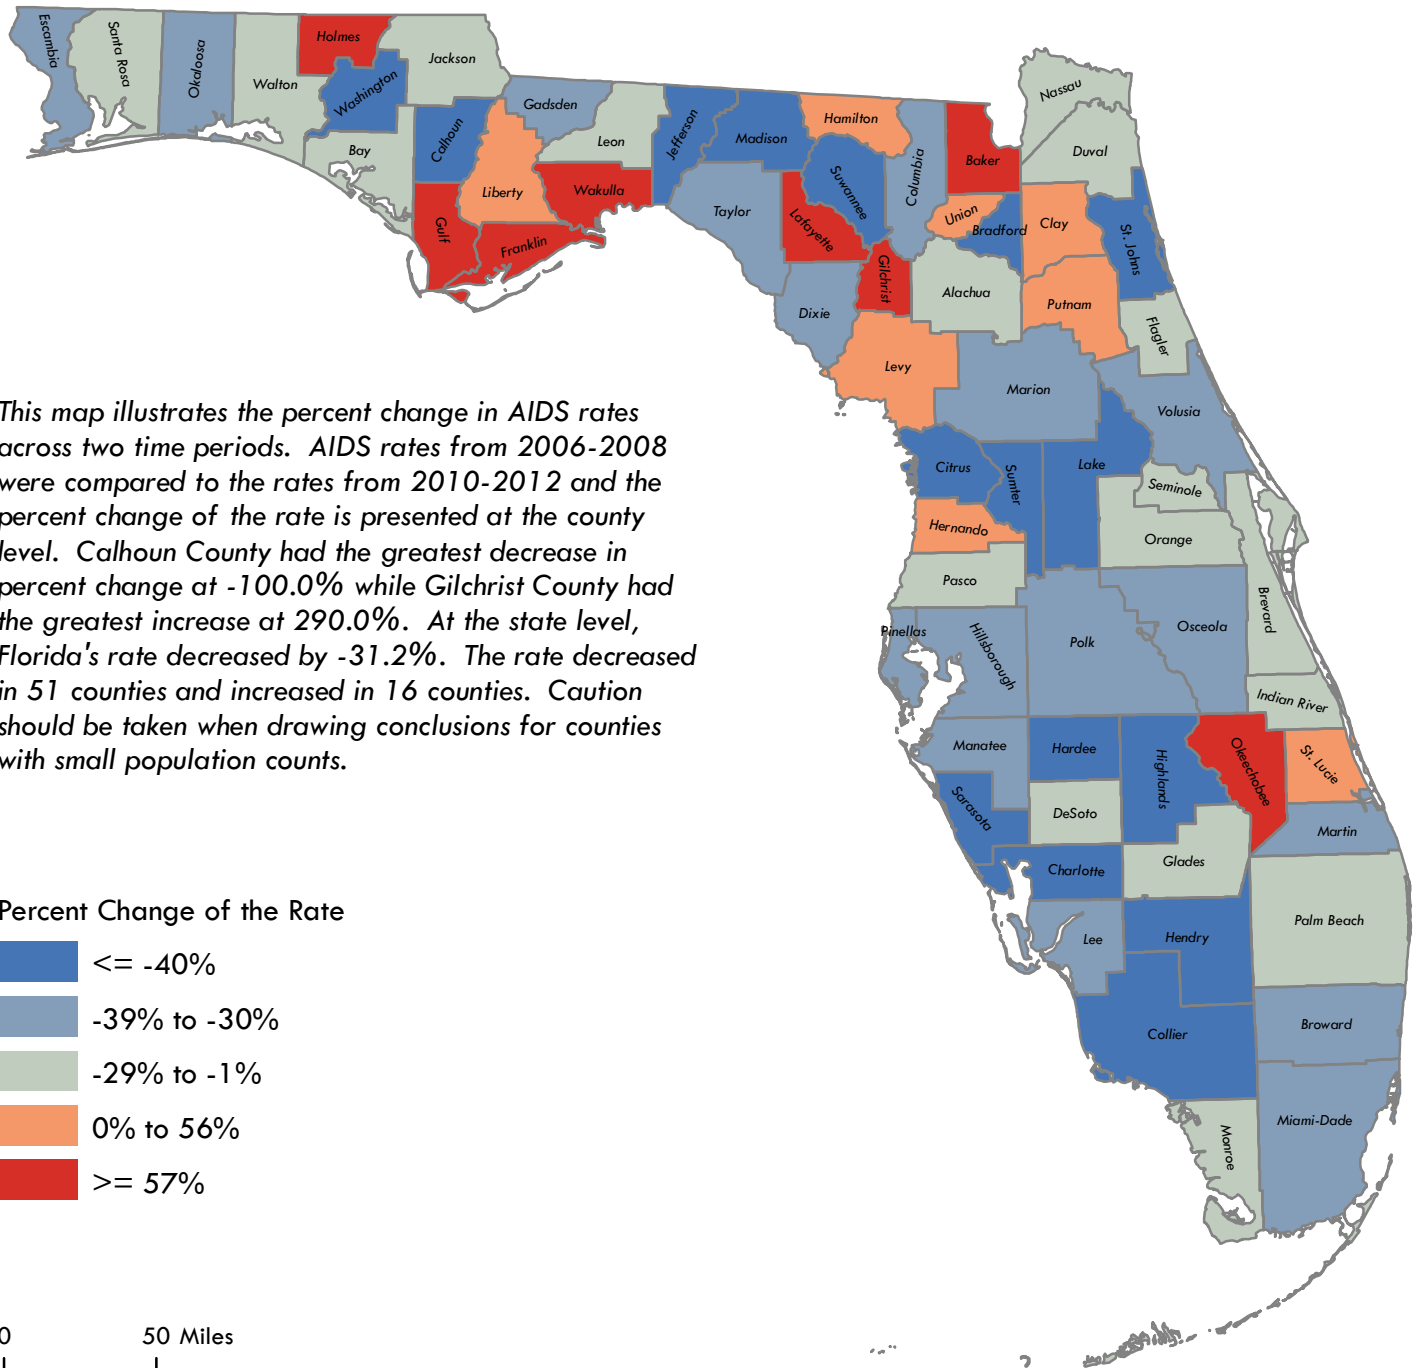 Escambia
Santa Rosa
Okaloosa
Walton
Holmes
Washington
Jackson
Bay
Calhoun
Gulf
Liberty
Gadsden
Franklin
Leon
Wakulla
Jefferson
Madison
Taylor
Hamilton
Suwannee
Lafayette
Dixie
Columbia
Gilchrist
Baker
Union
Bradford
Alachua
Levy
Nassau
Duval
Clay
St. Johns
Putnam
Flagler
Marion
Volusia
Citrus
Sumter
Lake
Seminole
Hernando
Orange
Pasco
Brevard
Pinellas
Hillsborough
Polk
Osceola
Indian River
Manatee
Hardee
Highlands
Okeechobee
St. Lucie
Sarasota
DeSoto
Martin
Charlotte
Glades
Lee
Hendry
Palm Beach
Collier
Broward
Monroe
Miami-Dade
This map illustrates the percent change in AIDS rates
across two time periods. AIDS rates from 2006-2008
were compared to the rates from 2010-2012 and the
percent change of the rate is presented at the county
level. Calhoun County had the greatest decrease in
percent change at -100.0% while Gilchrist County had
the greatest increase at 290.0%. At the state level,
Florida's rate decreased by -31.2%. The rate decreased
in 51 counties and increased in 16 counties. Caution
should be taken when drawing conclusions for counties
with small population counts.
Percent Change of the Rate
<= -40%
-39% to -30%
-29% to -1%
0% to 56%
>= 57%
0 50 Miles